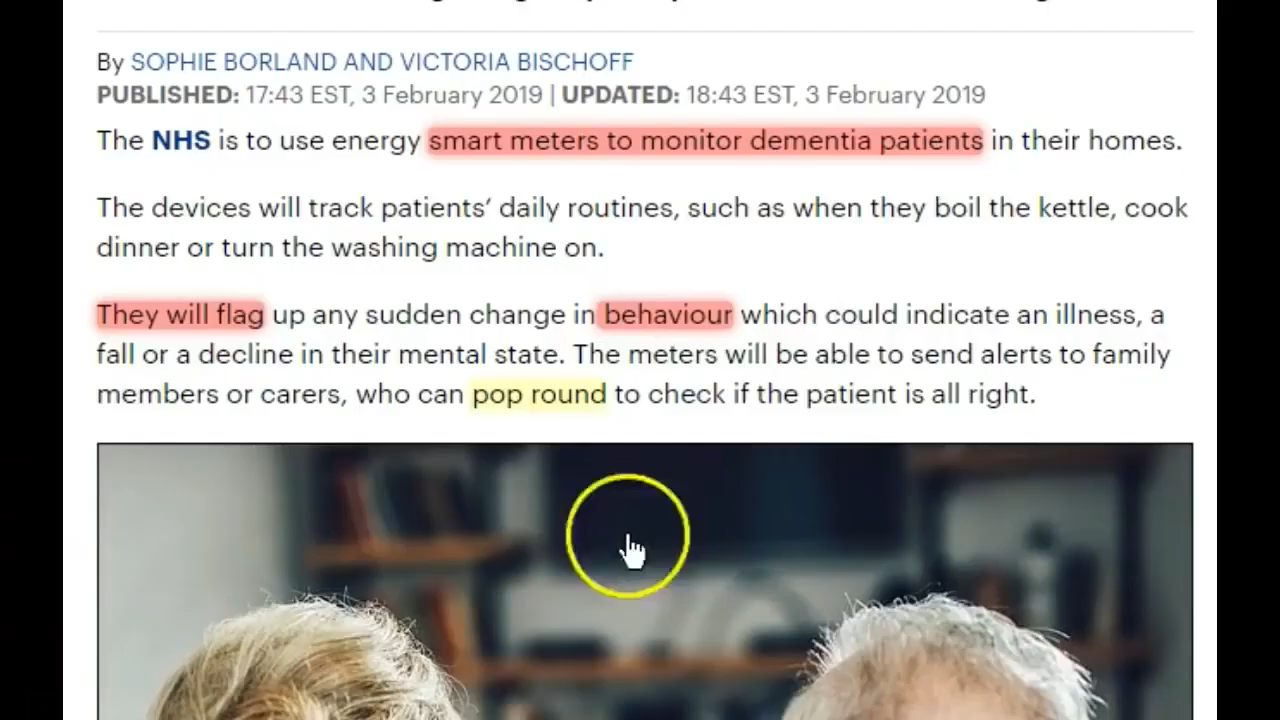 By SOPHIE BORLAND AND VICTORIA BISCHOFF
PUBLISHED: 17:43 EST, 3 February 2019 | UPDATED: 18:43 EST, 3 February 2019
The NHS is to use energy smart meters to monitor dementia patients in their homes.
The devices will track patients’ daily routines, such as when they boil the kettle, cook
dinner or turn the washing machine on.
They will flag up any sudden change in behaviour which could indicate an illness, a
fall or a decline in their mental state. The meters will be able to send alerts to family
members or carers, who can pop round to check if the patient is all right.